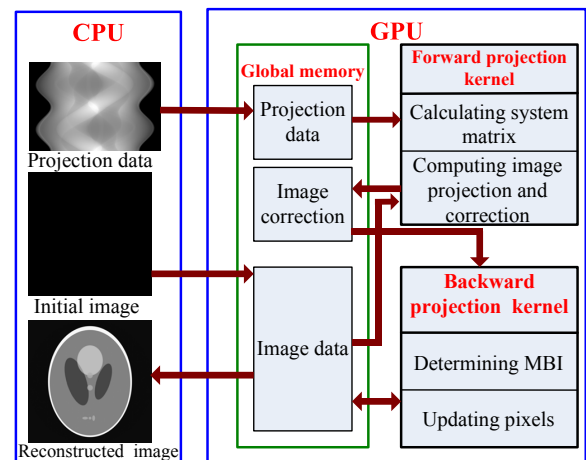 CPU
GPU
Projection data
Initial image
Reconstructed image
Global memory
Projection
data
Image
correction
Image data
Forward projection
kernel
Calculating system
matrix
Computing image
projection and
correction
Backward
projection kernel
Determining MBI
Updating pixels